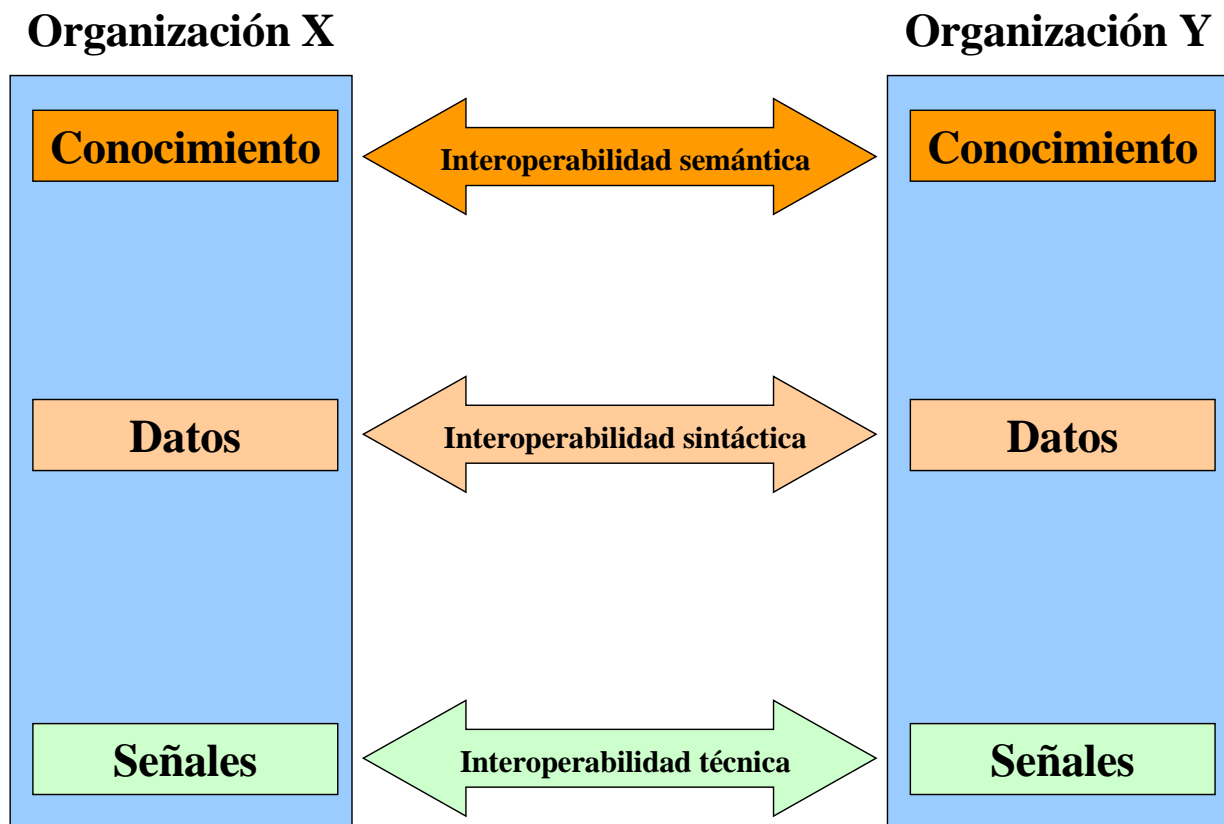 Organización X
Organización Y
Conocimiento
Interoperabilidad semántica
Conocimiento
Datos
Interoperabilidad sintáctica
Datos
Señales
Interoperabilidad técnica
Señales